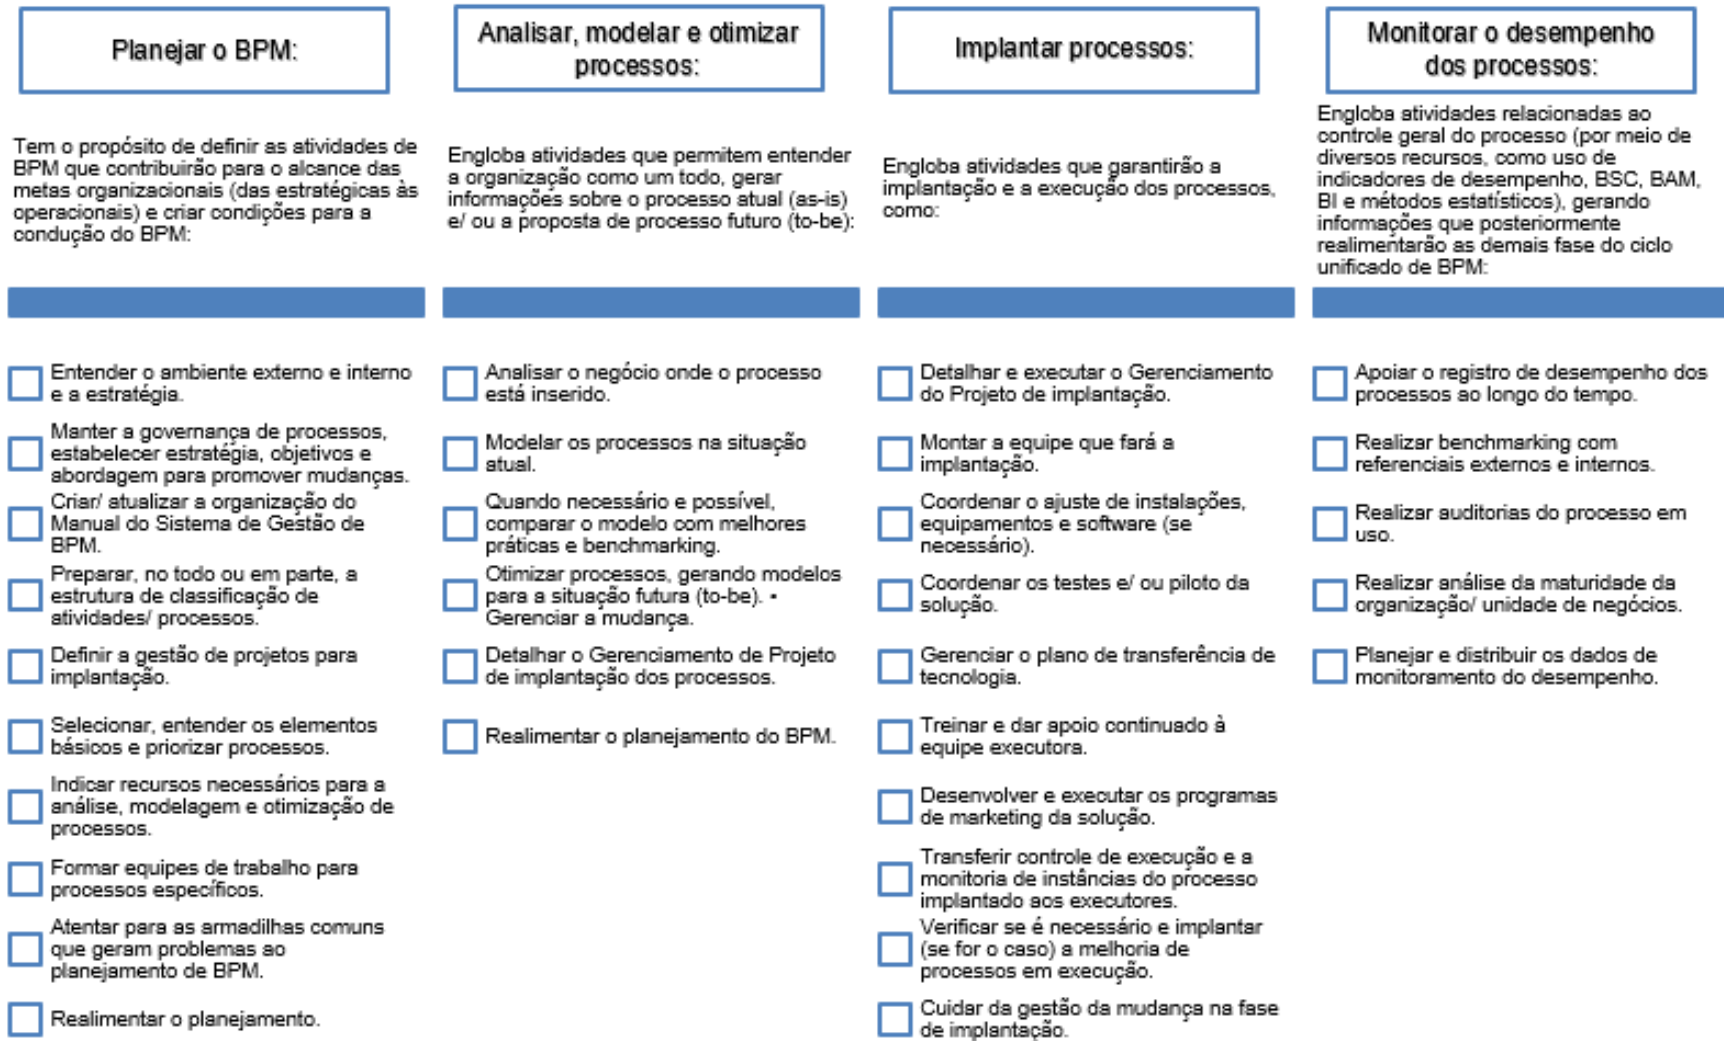 Planejar o BPM:
Tem o propósito de definir as atividades de
BPM que contribuirão para o alcance das
metas organizacionais (das estratégicas às
operacionais) e criar condições para a
condução do BPM:
Entender o ambiente externo e interno
e a estratégia.
Manter a governança de processos,
estabelecer estratégia, objetivos e
abordagem para promover mudanças.
Criar/ atualizar a organização do
Manual do Sistema de Gestão de
BPM.
Preparar, no todo ou em parte, a
estrutura de classificação de
atividades/ processos.
Definir a gestão de projetos para
implantação.
Selecionar, entender os elementos
básicos e priorizar processos.
Indicar recursos necessários para a
análise, modelagem e otimização de
processos.
Formar equipes de trabalho para
processos específicos.
Atentar para as armadilhas comuns
que geram problemas ao
planejamento de BPM.
Realimentar o planejamento.
Analisar, modelar e otimizar
processos:
Engloba atividades que permitem entender
a organização como um todo, gerar
informações sobre o processo atual (as-is)
e/ ou a proposta de processo futuro (to-be):
Analisar o negócio onde o processo
está inserido.
Modelar os processos na situação
atual.
Quando necessário e possível,
comparar o modelo com melhores
práticas e benchmarking.
Otimizar processos, gerando modelos
para a situação futura (to-be). •
Gerenciar a mudança.
Detalhar o Gerenciamento de Projeto
de implantação dos processos.
Realimentar o planejamento do BPM.
Implantar processos:
Engloba atividades que garantirão a
implantação e a execução dos processos,
como:
Detalhar e executar o Gerenciamento
do Projeto de implantação.
Montar a equipe que fará a
implantação.
Coordenar o ajuste de instalações,
equipamentos e software (se
necessário).
Coordenar os testes e/ ou piloto da
solução.
Gerenciar o plano de transferência de
tecnologia.
Treinar e dar apoio continuado à
equipe executora.
Desenvolver e executar os programas
de marketing da solução.
Transferir controle de execução e a
monitoria de instâncias do processo
implantado aos executores.
Verificar se é necessário e implantar
(se for o caso) a melhoria de
processos em execução.
Cuidar da gestão da mudança na fase
de implantação.
Monitorar o desempenho
dos processos:
Engloba atividades relacionadas ao
controle geral do processo (por meio de
diversos recursos, como uso de
indicadores de desempenho, BSC, BAM,
BI e métodos estatísticos), gerando
informações que posteriormente
realimentarão as demais fase do ciclo
unificado de BPM:
Apoiar o registro de desempenho dos
processos ao longo do tempo.
Realizar benchmarking com
referenciais externos e internos.
Realizar auditorias do processo em
uso.
Realizar análise da maturidade da
organização/ unidade de negócios.
Planejar e distribuir os dados de
monitoramento do desempenho.